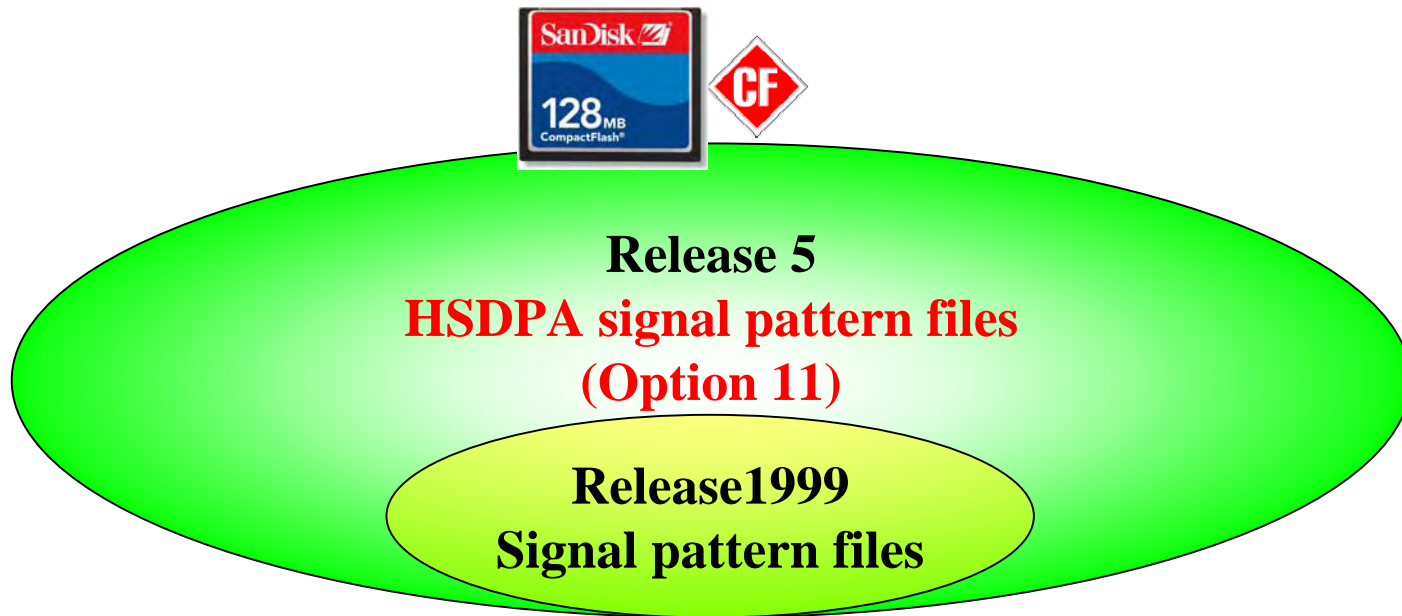 SanDisk
128MB
CompactFlash®
CF
Release 5
HSDPA signal pattern files
(Option 11)
Release1999
Signal pattern files